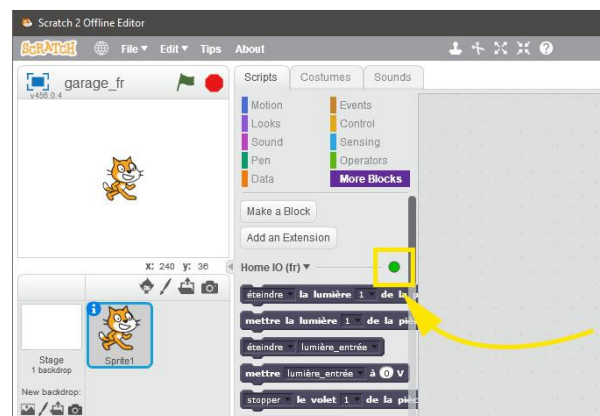 Scratch 2 Offline Editor
SCRATCH File Edit Tips About
garage_fr
v456.0.4
Scripts Costumes Sounds
Motion Events
Looks Control
Sound Sensing
Pen Operators
Data More Blocks
Make a Block
Add an Extension
Home IO (fr)
X: 240 y: 36
éteindre la lumière 1 de la p
mettre la lumière 1 de la piè
éteindre lumière_entrée
mettre lumière_entrée à 0 V
stopper le volet 1 de la pièc
Stage
1 backdrop
Sprite1
New backdrop: